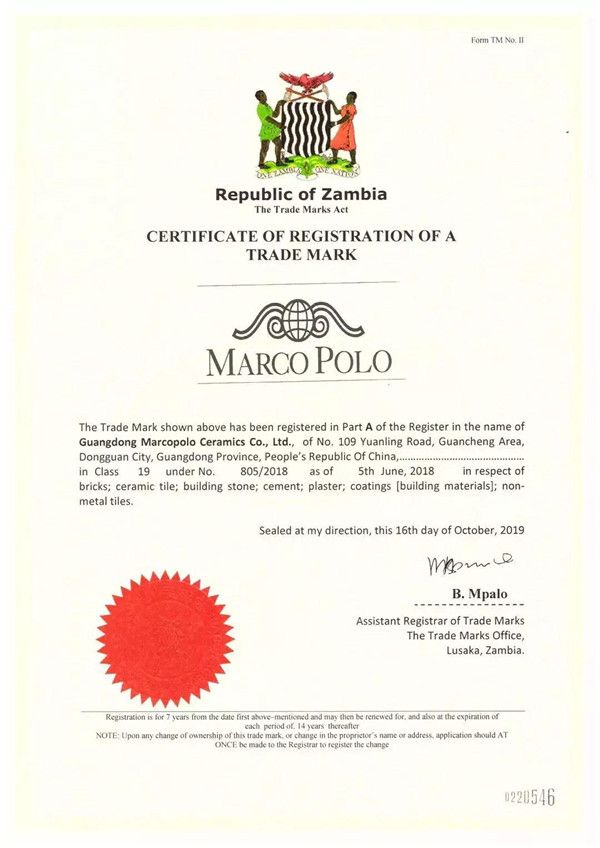 Form TM No. II
ONE ZAMBIA ONE NATION
Republic of Zambia
The Trade Marks Act
CERTIFICATE OF REGISTRATION OF A
TRADE MARK
MARCO POLO
The Trade Mark shown above has been registered in Part A of the Register in the name of
Guangdong Marcopolo Ceramics Co., Ltd., of No. 109 Yuanling Road, Guancheng Area,
Dongguan City, Guangdong Province, People's Republic Of China,............................................
in Class 19 under No. 805/2018 as of 5th June, 2018 in respect of
bricks; ceramic tile; building stone; cement; plaster; coatings [building materials]; non-
metal tiles.
Sealed at my direction, this 16th day of October, 2019
B. Mpalo
Assistant Registrar of Trade Marks
The Trade Marks Office,
Lusaka, Zambia.
Registration is for 7 years from the date first above-mentioned and may then be renewed for, and also at the expiration of
each period of, 14 years thereafter
NOTE: Upon any change of ownership of this trade mark, or change in the proprietor's name or address, application should AT
ONCE be made to the Registrar to register the change
0220546